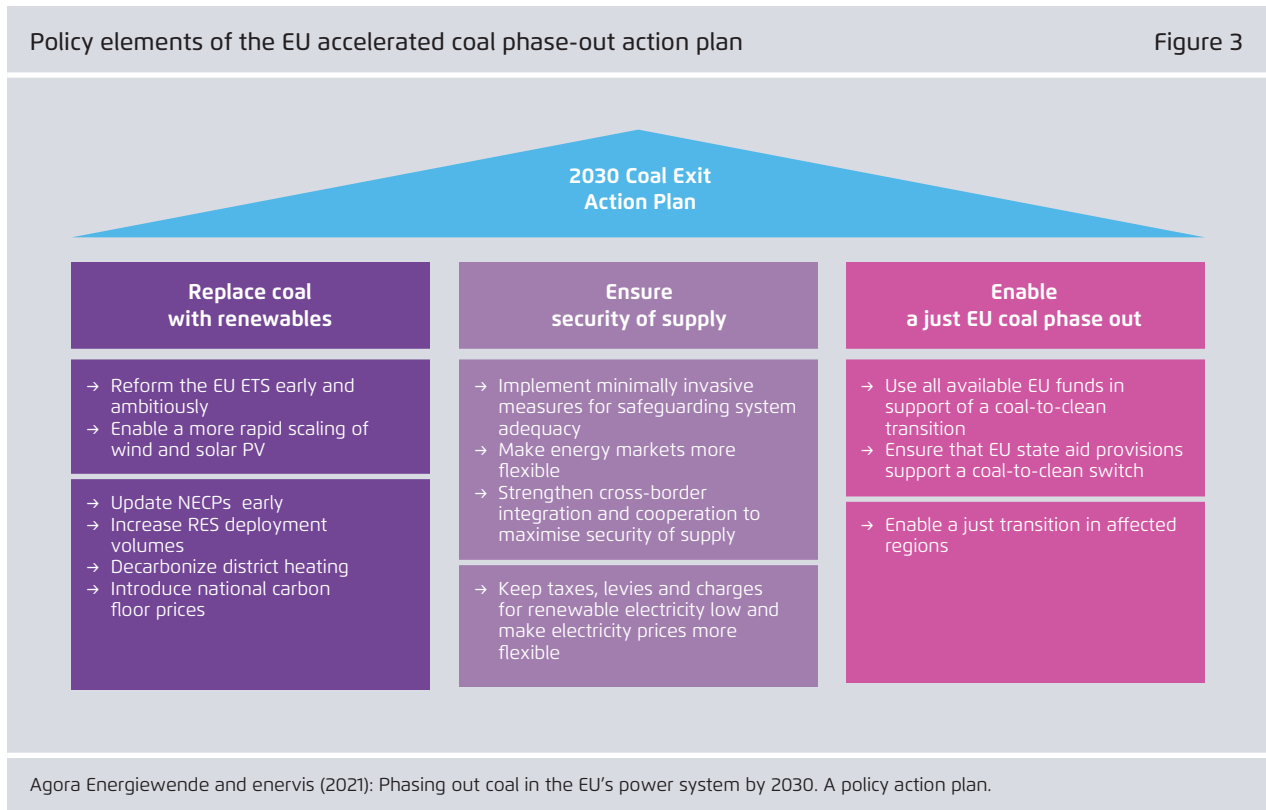 Policy elements of the EU accelerated coal phase-out action plan
Figure 3
2030 Coal Exit
Action Plan
Replace coal
with renewables
→ Reform the EU ETS early and
ambitiously
→ Enable a more rapid scaling of
wind and solar PV
→ Update NECPs early
→ Increase RES deployment
volumes
→ Decarbonize district heating
→ Introduce national carbon
floor prices
Ensure
security of supply
→ Implement minimally invasive
measures for safeguarding system
adequacy
→ Make energy markets more
flexible
→ Strengthen cross-border
integration and cooperation to
maximise security of supply
→ Keep taxes, levies and charges
for renewable electricity low and
make electricity prices more
flexible
Enable
a just EU coal phase out
→ Use all available EU funds in
support of a coal-to-clean
transition
→ Ensure that EU state aid provisions
support a coal-to-clean switch
→ Enable a just transition in affected
regions
Agora Energiewende and enervis (2021): Phasing out coal in the EU's power system by 2030. A policy action plan.